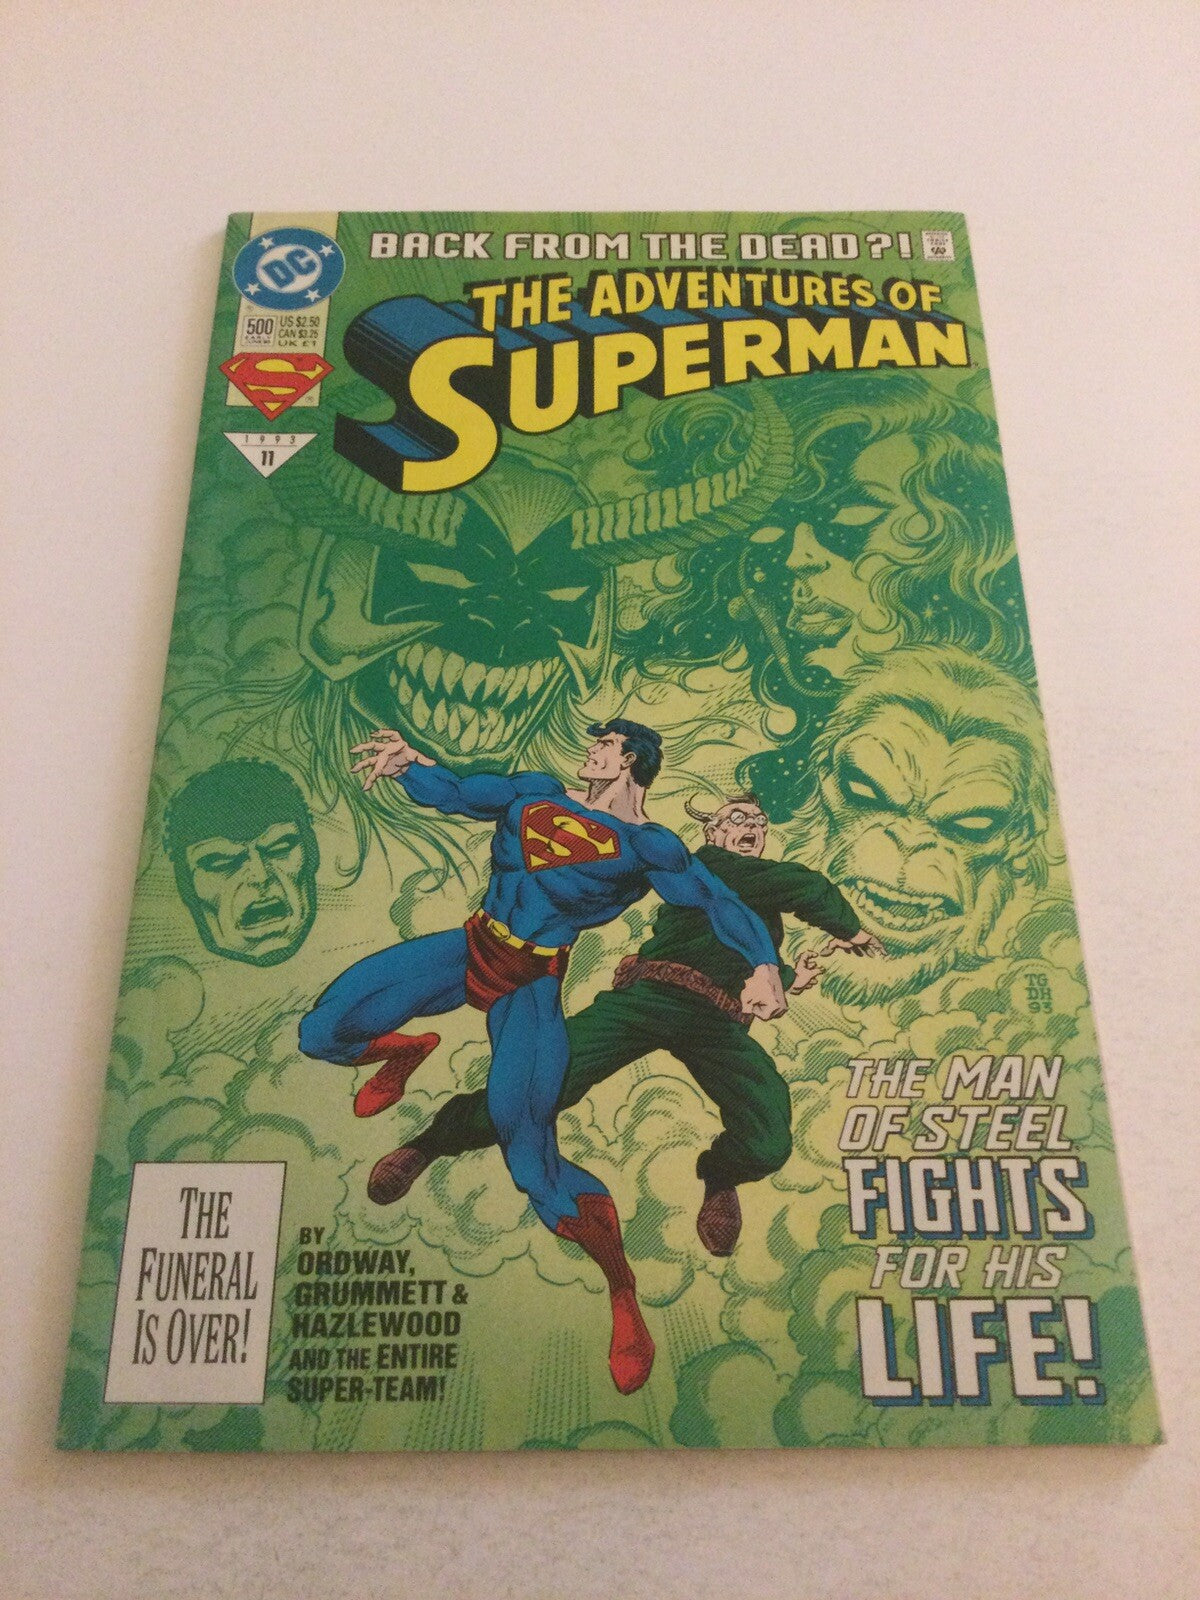 BACK FROM THE DEAD?!
DC
THE ADVENTURES OF
SUPERMAN
500
US $2.50
CAN $3.25
UK £1
S
1993
11
S
TG
DH
93
THE MAN
OF STEEL
FIGHTS
FOR HIS
LIFE!
THE
FUNERAL
IS OVER!
BY
ORDWAY,
GRUMMETT &
HAZLEWOOD
AND THE ENTIRE
SUPER-TEAM!